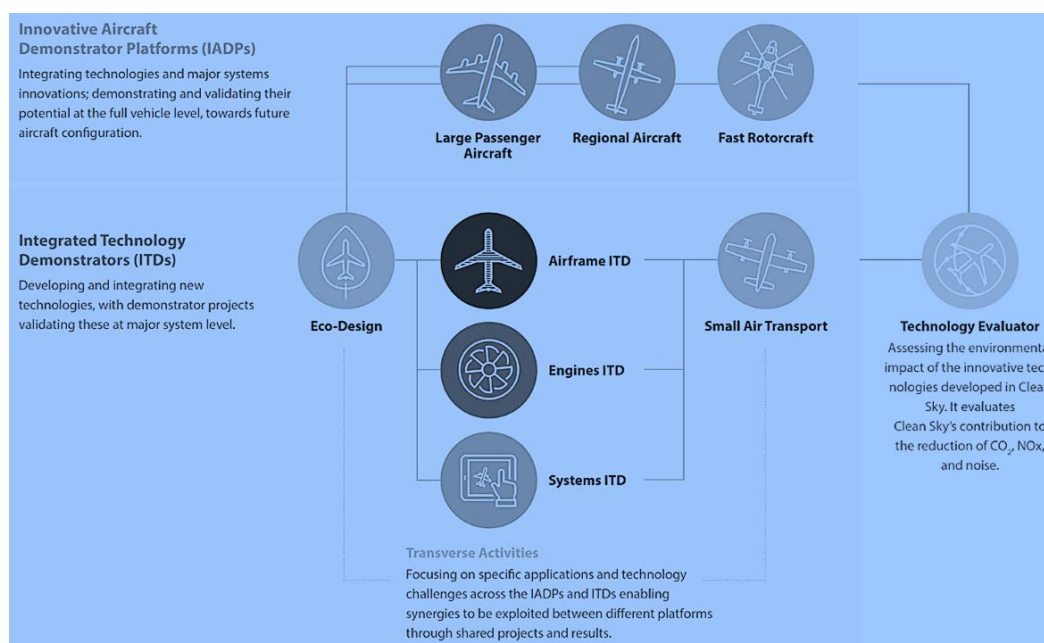 Innovative Aircraft
Demonstrator Platforms (IADPs)
Integrating technologies and major systems
innovations; demonstrating and validating their
potential at the full vehicle level, towards future
aircraft configuration.
Large Passenger
Aircraft
Regional Aircraft
Fast Rotorcraft
Integrated Technology
Demonstrators (ITDs)
Developing and integrating new
technologies, with demonstrator projects
validating these at major system level.
Eco-Design
Airframe ITD
Engines ITD
Systems ITD
Small Air Transport
Technology Evaluator
Assessing the environmenta
impact of the innovative tec
nologies developed in Clea
Sky. It evaluates
Clean Sky's contribution to
the reduction of CO₂, NOx,
and noise.
Transverse Activities
Focusing on specific applications and technology
challenges across the IADPs and ITDs enabling
synergies to be exploited between different platforms
through shared projects and results.